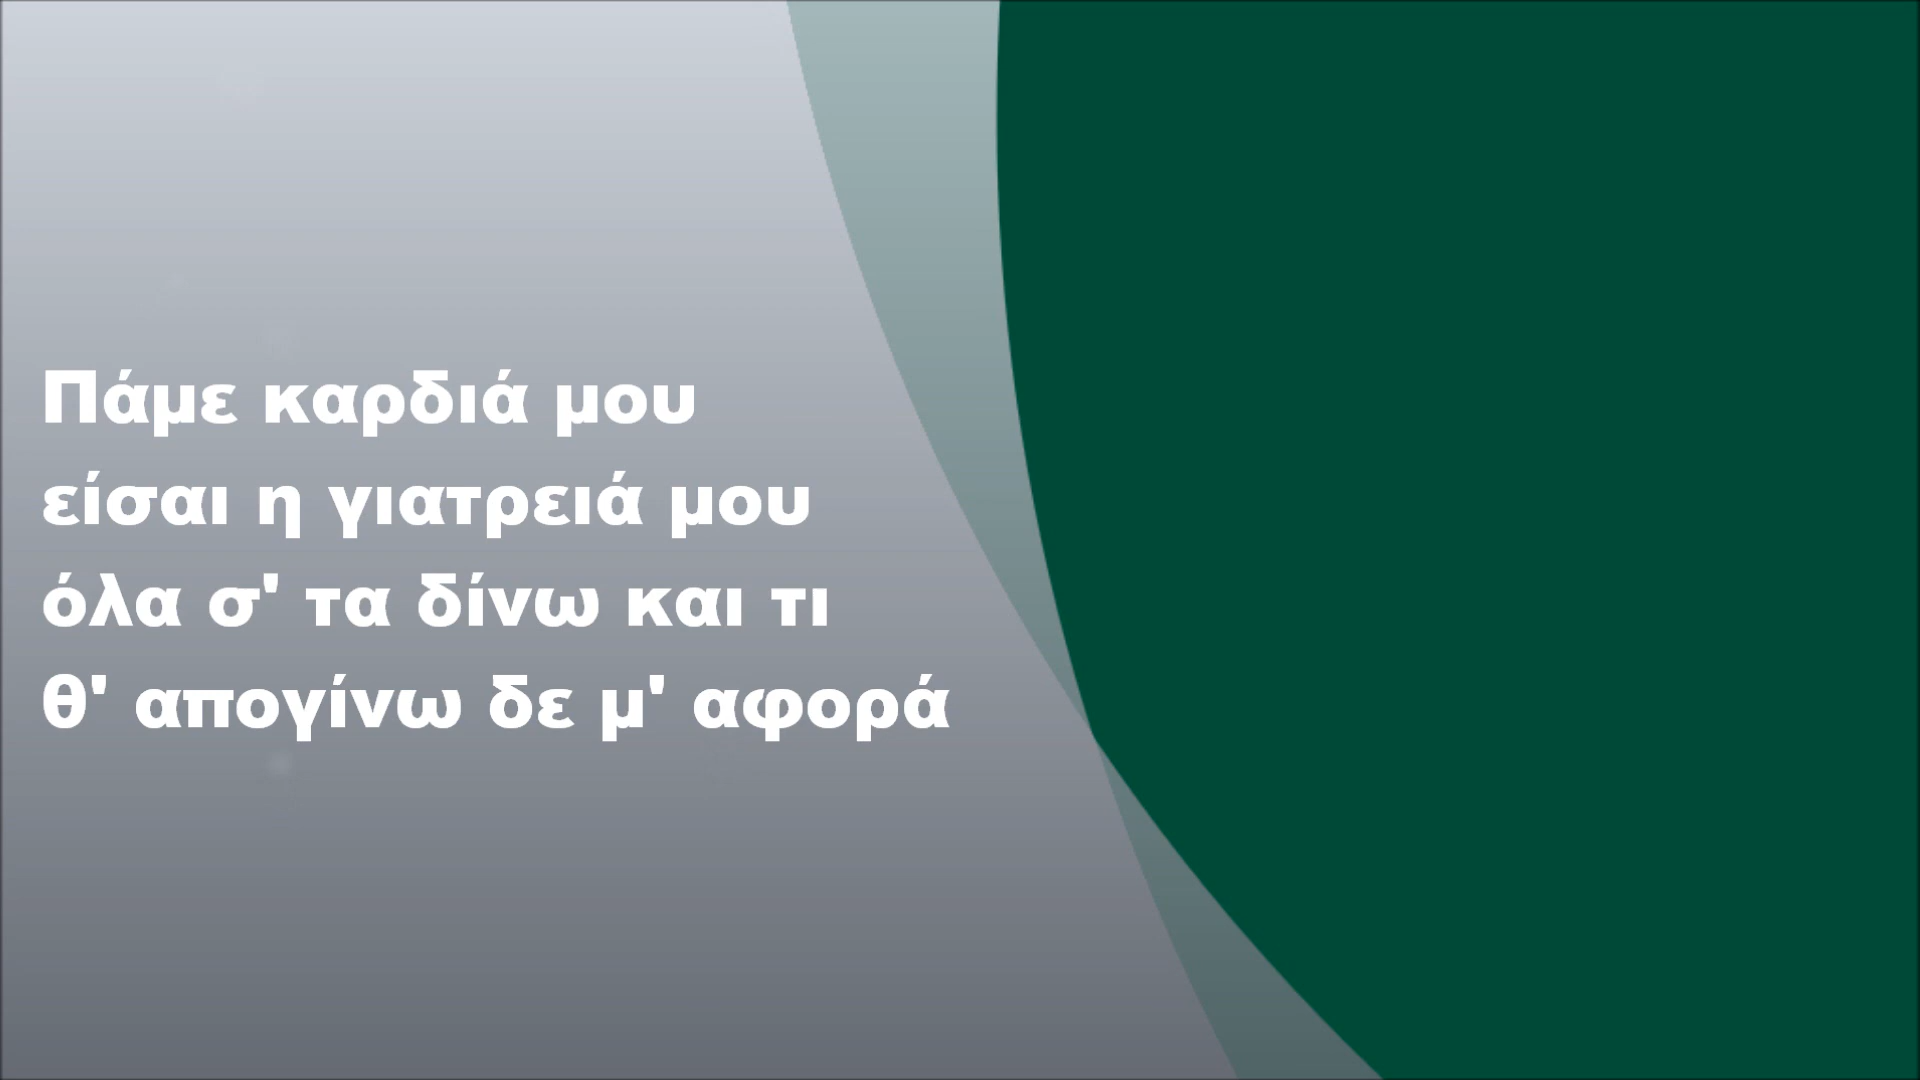 Πάμε καρδιά μου
είσαι η γιατρειά μου
όλα σ' τα δίνω και τι
θ' απογίνω δε μ' αφορά